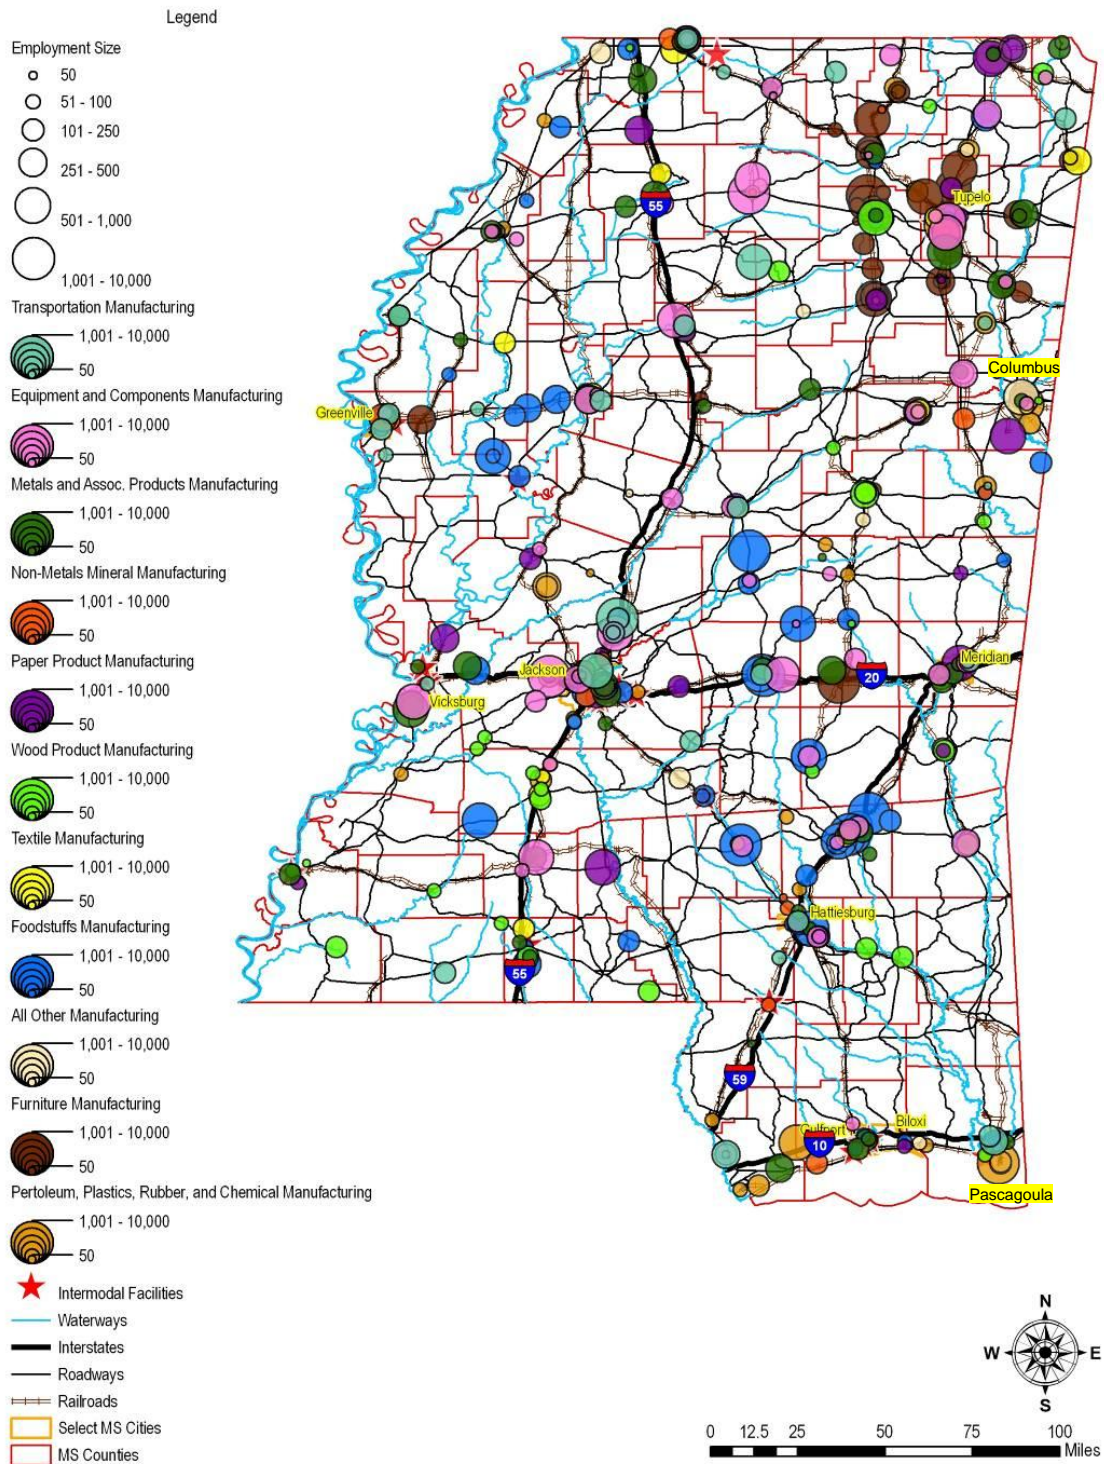 Legend
Employment Size
50
51 - 100
101 - 250
251 - 500
501 - 1,000
1,001 - 10,000
Transportation Manufacturing
1,001 - 10,000
50
Equipment and Components Manufacturing
1,001 - 10,000
50
Metals and Assoc. Products Manufacturing
1,001 - 10,000
50
Non-Metals Mineral Manufacturing
1,001 - 10,000
50
Paper Product Manufacturing
1,001 - 10,000
50
Wood Product Manufacturing
1,001 - 10,000
50
Textile Manufacturing
1,001 - 10,000
50
Foodstuffs Manufacturing
1,001 - 10,000
50
All Other Manufacturing
1,001 - 10,000
50
Furniture Manufacturing
1,001 - 10,000
50
Pertoleum, Plastics, Rubber, and Chemical Manufacturing
1,001 - 10,000
50
Intermodal Facilities
Waterways
Interstates
Roadways
Railroads
Select MS Cities
MS Counties
Tupelo
55
Columbus
Greenville
Meridian
Jackson
20
Vicksburg
Hattiesburg
55
59
Gulfport
10
Biloxi
Pascagoula
N
W
E
S
0 12.5 25 50 75 100
Miles